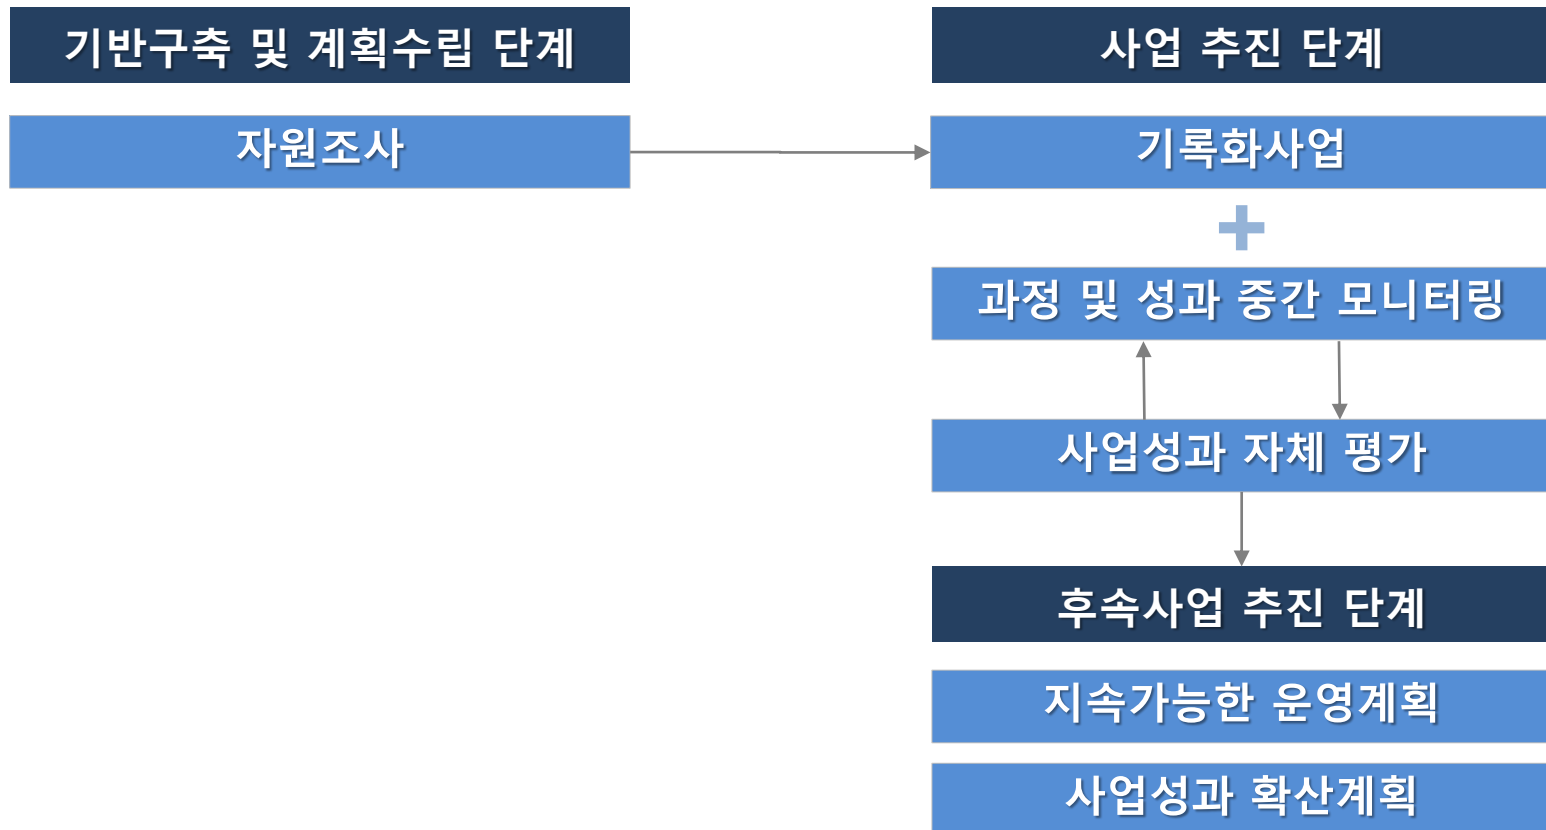 기반구축 및 계획수립 단계
자원조사
사업 추진 단계
기록화사업
과정 및 성과 중간 모니터링
사업성과 자체 평가
후속사업 추진 단계
지속가능한 운영계획
사업성과 확산계획